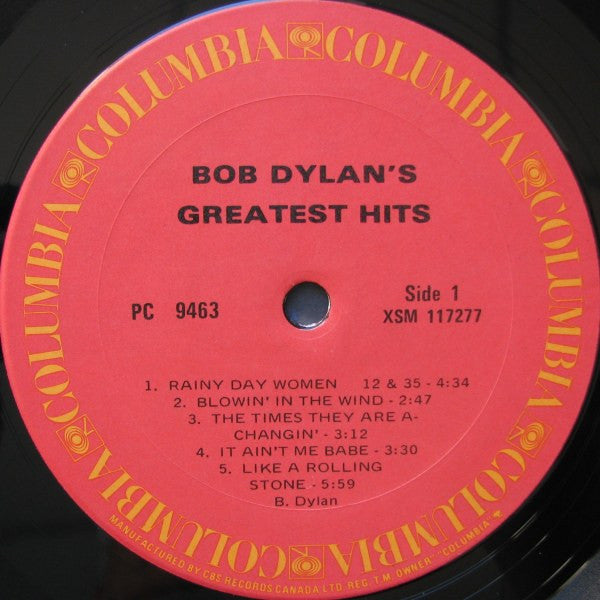 COLUMBIA COLUMBIA COLUMBIA COLUMBIA COLUMBIA COLUMBIA COLUMBIA COLUMBIA
BOB DYLAN'S
GREATEST HITS
PC 9463
Side 1
XSM 117277
1. RAINY DAY WOMEN 12 & 35 - 4:34
2. BLOWIN' IN THE WIND - 2:47
3. THE TIMES THEY ARE A-
CHANGIN' - 3:12
4. IT AIN'T ME BABE - 3:30
5. LIKE A ROLLING
STONE - 5:59
B. Dylan
MANUFACTURED BY CBS RECORDS CANADA LTD. REG. T.M. OWNER "COLUMBIA"